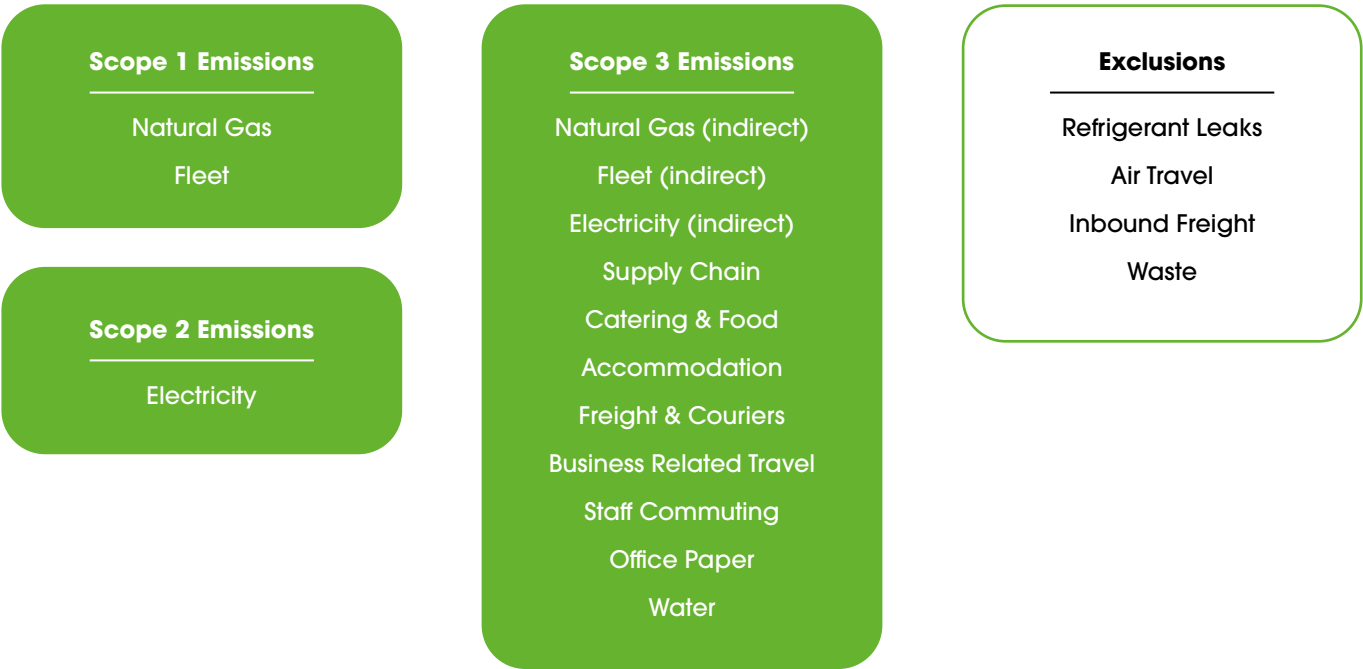 Scope 1 Emissions
Natural Gas
Fleet
Scope 2 Emissions
Electricity
Scope 3 Emissions
Natural Gas (indirect)
Fleet (indirect)
Electricity (indirect)
Supply Chain
Catering & Food
Accommodation
Freight & Couriers
Business Related Travel
Staff Commuting
Office Paper
Water
Exclusions
Refrigerant Leaks
Air Travel
Inbound Freight
Waste